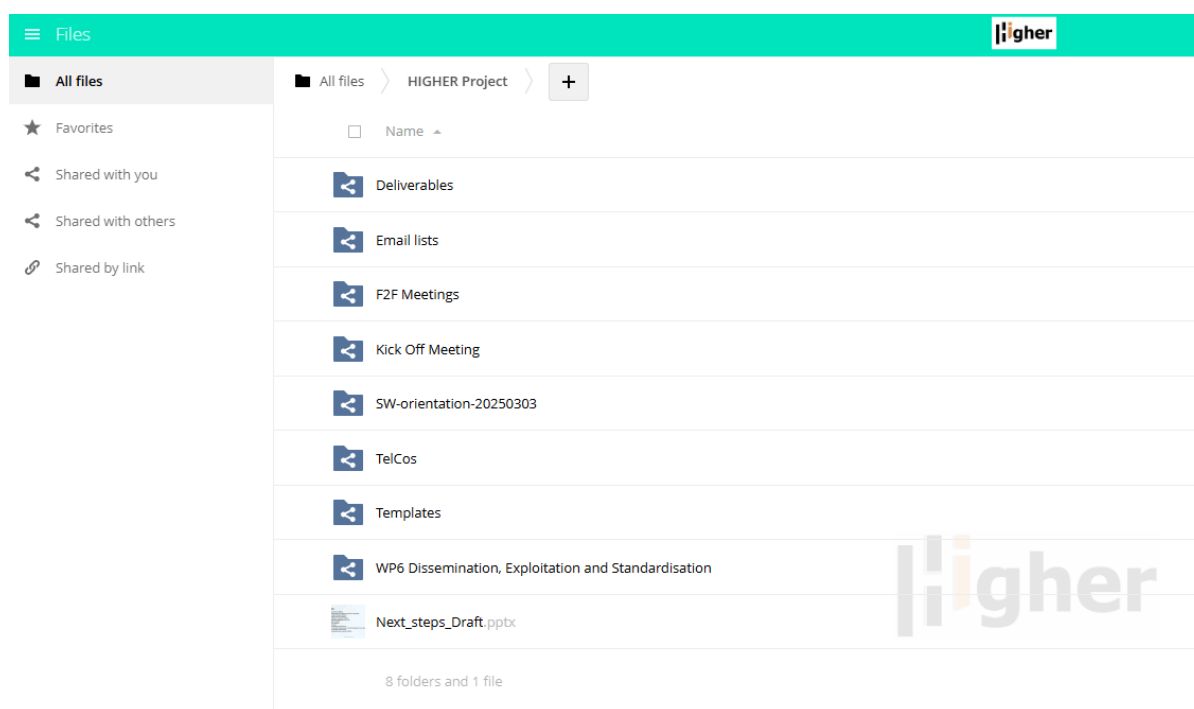 Files
Higher
All files
Favorites
Shared with you
Shared with others
Shared by link
All files
HIGHER Project
+
Name
Deliverables
Email lists
F2F Meetings
Kick Off Meeting
SW-orientation-20250303
TelCos
Templates
WP6 Dissemination, Exploitation and Standardisation
Next_steps_Draft.pptx
8 folders and 1 file
Higher